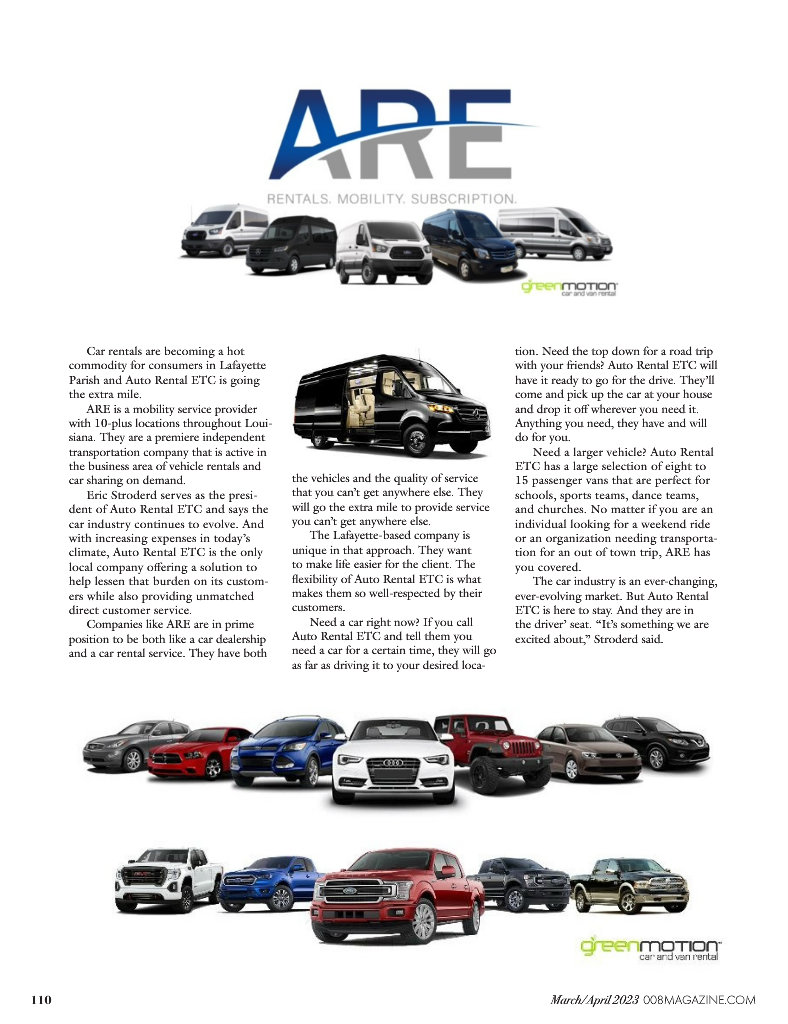 ARE
RENTALS. MOBILITY. SUBSCRIPTION.
greenmotion
car and van rental
Car rentals are becoming a hot
commodity for consumers in Lafayette
Parish and Auto Rental ETC is going
the extra mile.
ARE is a mobility service provider
with 10-plus locations throughout Loui-
siana. They are a premiere independent
transportation company that is active in
the business area of vehicle rentals and
car sharing on demand.
Eric Stroderd serves as the presi-
dent of Auto Rental ETC and says the
car industry continues to evolve. And
with increasing expenses in today’s
climate, Auto Rental ETC is the only
local company offering a solution to
help lessen that burden on its custom-
ers while also providing unmatched
direct customer service.
Companies like ARE are in prime
position to be both like a car dealership
and a car rental service. They have both
the vehicles and the quality of service
that you can’t get anywhere else. They
will go the extra mile to provide service
you can’t get anywhere else.
The Lafayette-based company is
unique in that approach. They want
to make life easier for the client. The
flexibility of Auto Rental ETC is what
makes them so well-respected by their
customers.
Need a car right now? If you call
Auto Rental ETC and tell them you
need a car for a certain time, they will go
as far as driving it to your desired loca-
tion. Need the top down for a road trip
with your friends? Auto Rental ETC will
have it ready to go for the drive. They’ll
come and pick up the car at your house
and drop it off wherever you need it.
Anything you need, they have and will
do for you.
Need a larger vehicle? Auto Rental
ETC has a large selection of eight to
15 passenger vans that are perfect for
schools, sports teams, dance teams,
and churches. No matter if you are an
individual looking for a weekend ride
or an organization needing transporta-
tion for an out of town trip, ARE has
you covered.
The car industry is an ever-changing,
ever-evolving market. But Auto Rental
ETC is here to stay. And they are in
the driver’ seat. “It’s something we are
excited about,” Stroderd said.
greenmotion™
car and van rental
110
March/April 2023 008MAGAZINE.COM